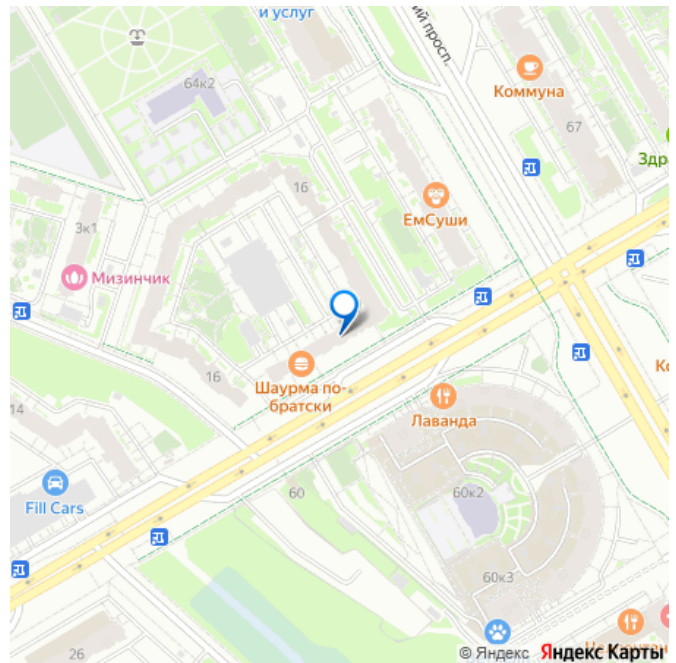 и услуг
ий просп.
64к2
Коммуна
67
Здр
16
ЕмСуши
3к1
Мизинчик
16
Шаурма по-
братски
14
Лаванда
Fill Cars
60
60к2
60к3
26
© Яндекс Яндекс Карты